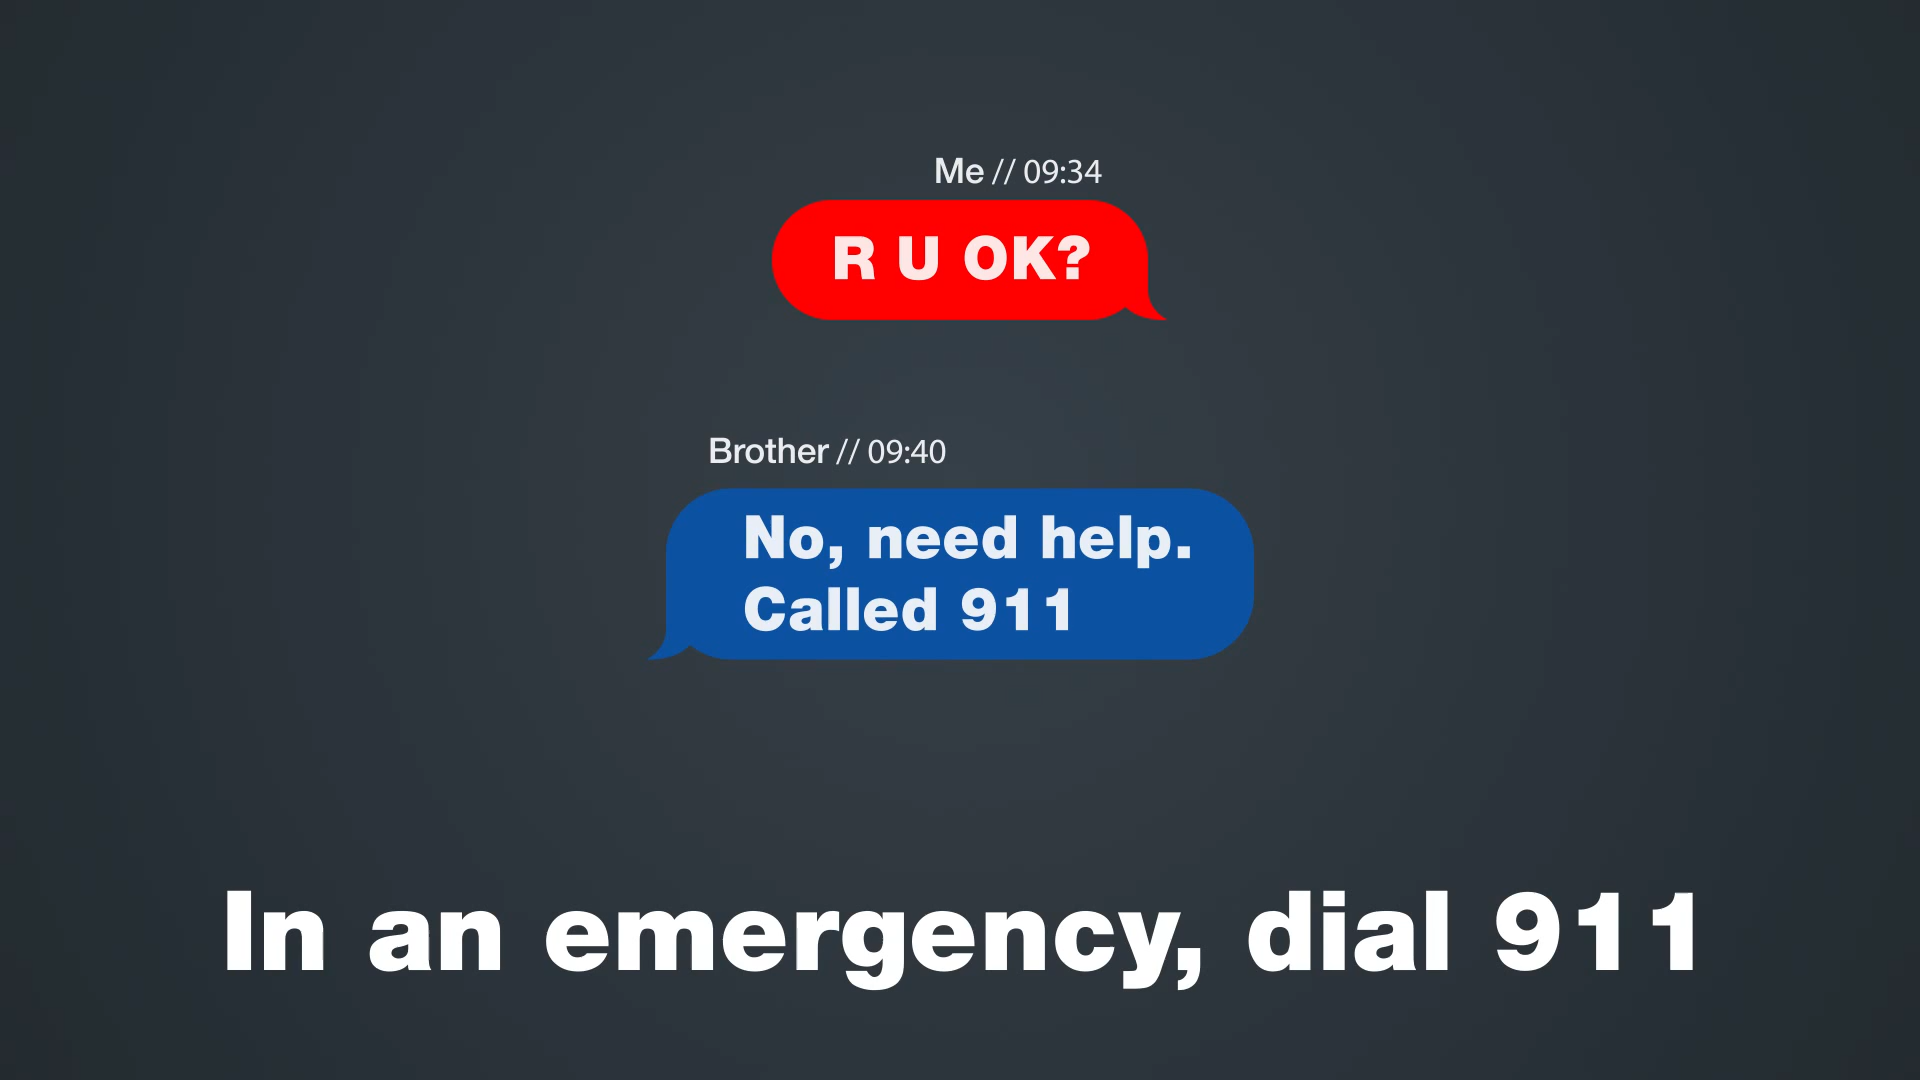 Me // 09:34
R U OK?
Brother // 09:40
No, need help.
Called 911
In an emergency, dial 911